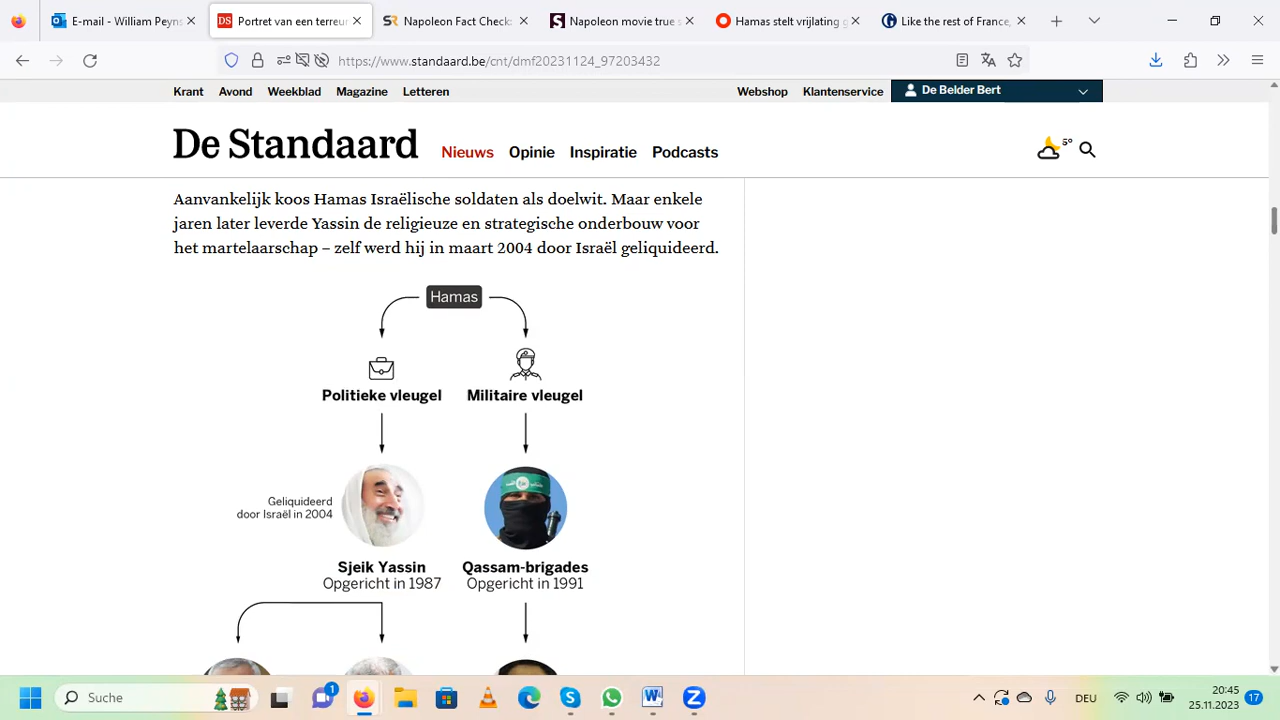 E-mail - William Peyns
DS
Portret van een terreur
SR
Napoleon Fact Check:
S
Napoleon movie true s
Hamas stelt vrijlating g
G
Like the rest of France,
https://www.standaard.be/cnt/dmf20231124_97203432
Krant Avond Weekblad Magazine Letteren
Webshop Klantenservice De Belder Bert
De Standaard
Nieuws Opinie Inspiratie Podcasts
5°
Aanvankelijk koos Hamas Israëlische soldaten als doelwit. Maar enkele
jaren later leverde Yassin de religieuze en strategische onderbouw voor
het martelaarschap – zelf werd hij in maart 2004 door Israël geliquideerd.
Hamas
Politieke vleugel Militaire vleugel
Geliquideerd
door Israël in 2004
Sjeik Yassin Qassam-brigades
Opgericht in 1987 Opgericht in 1991
Suche
1
DEU
20:45
25.11.2023
17